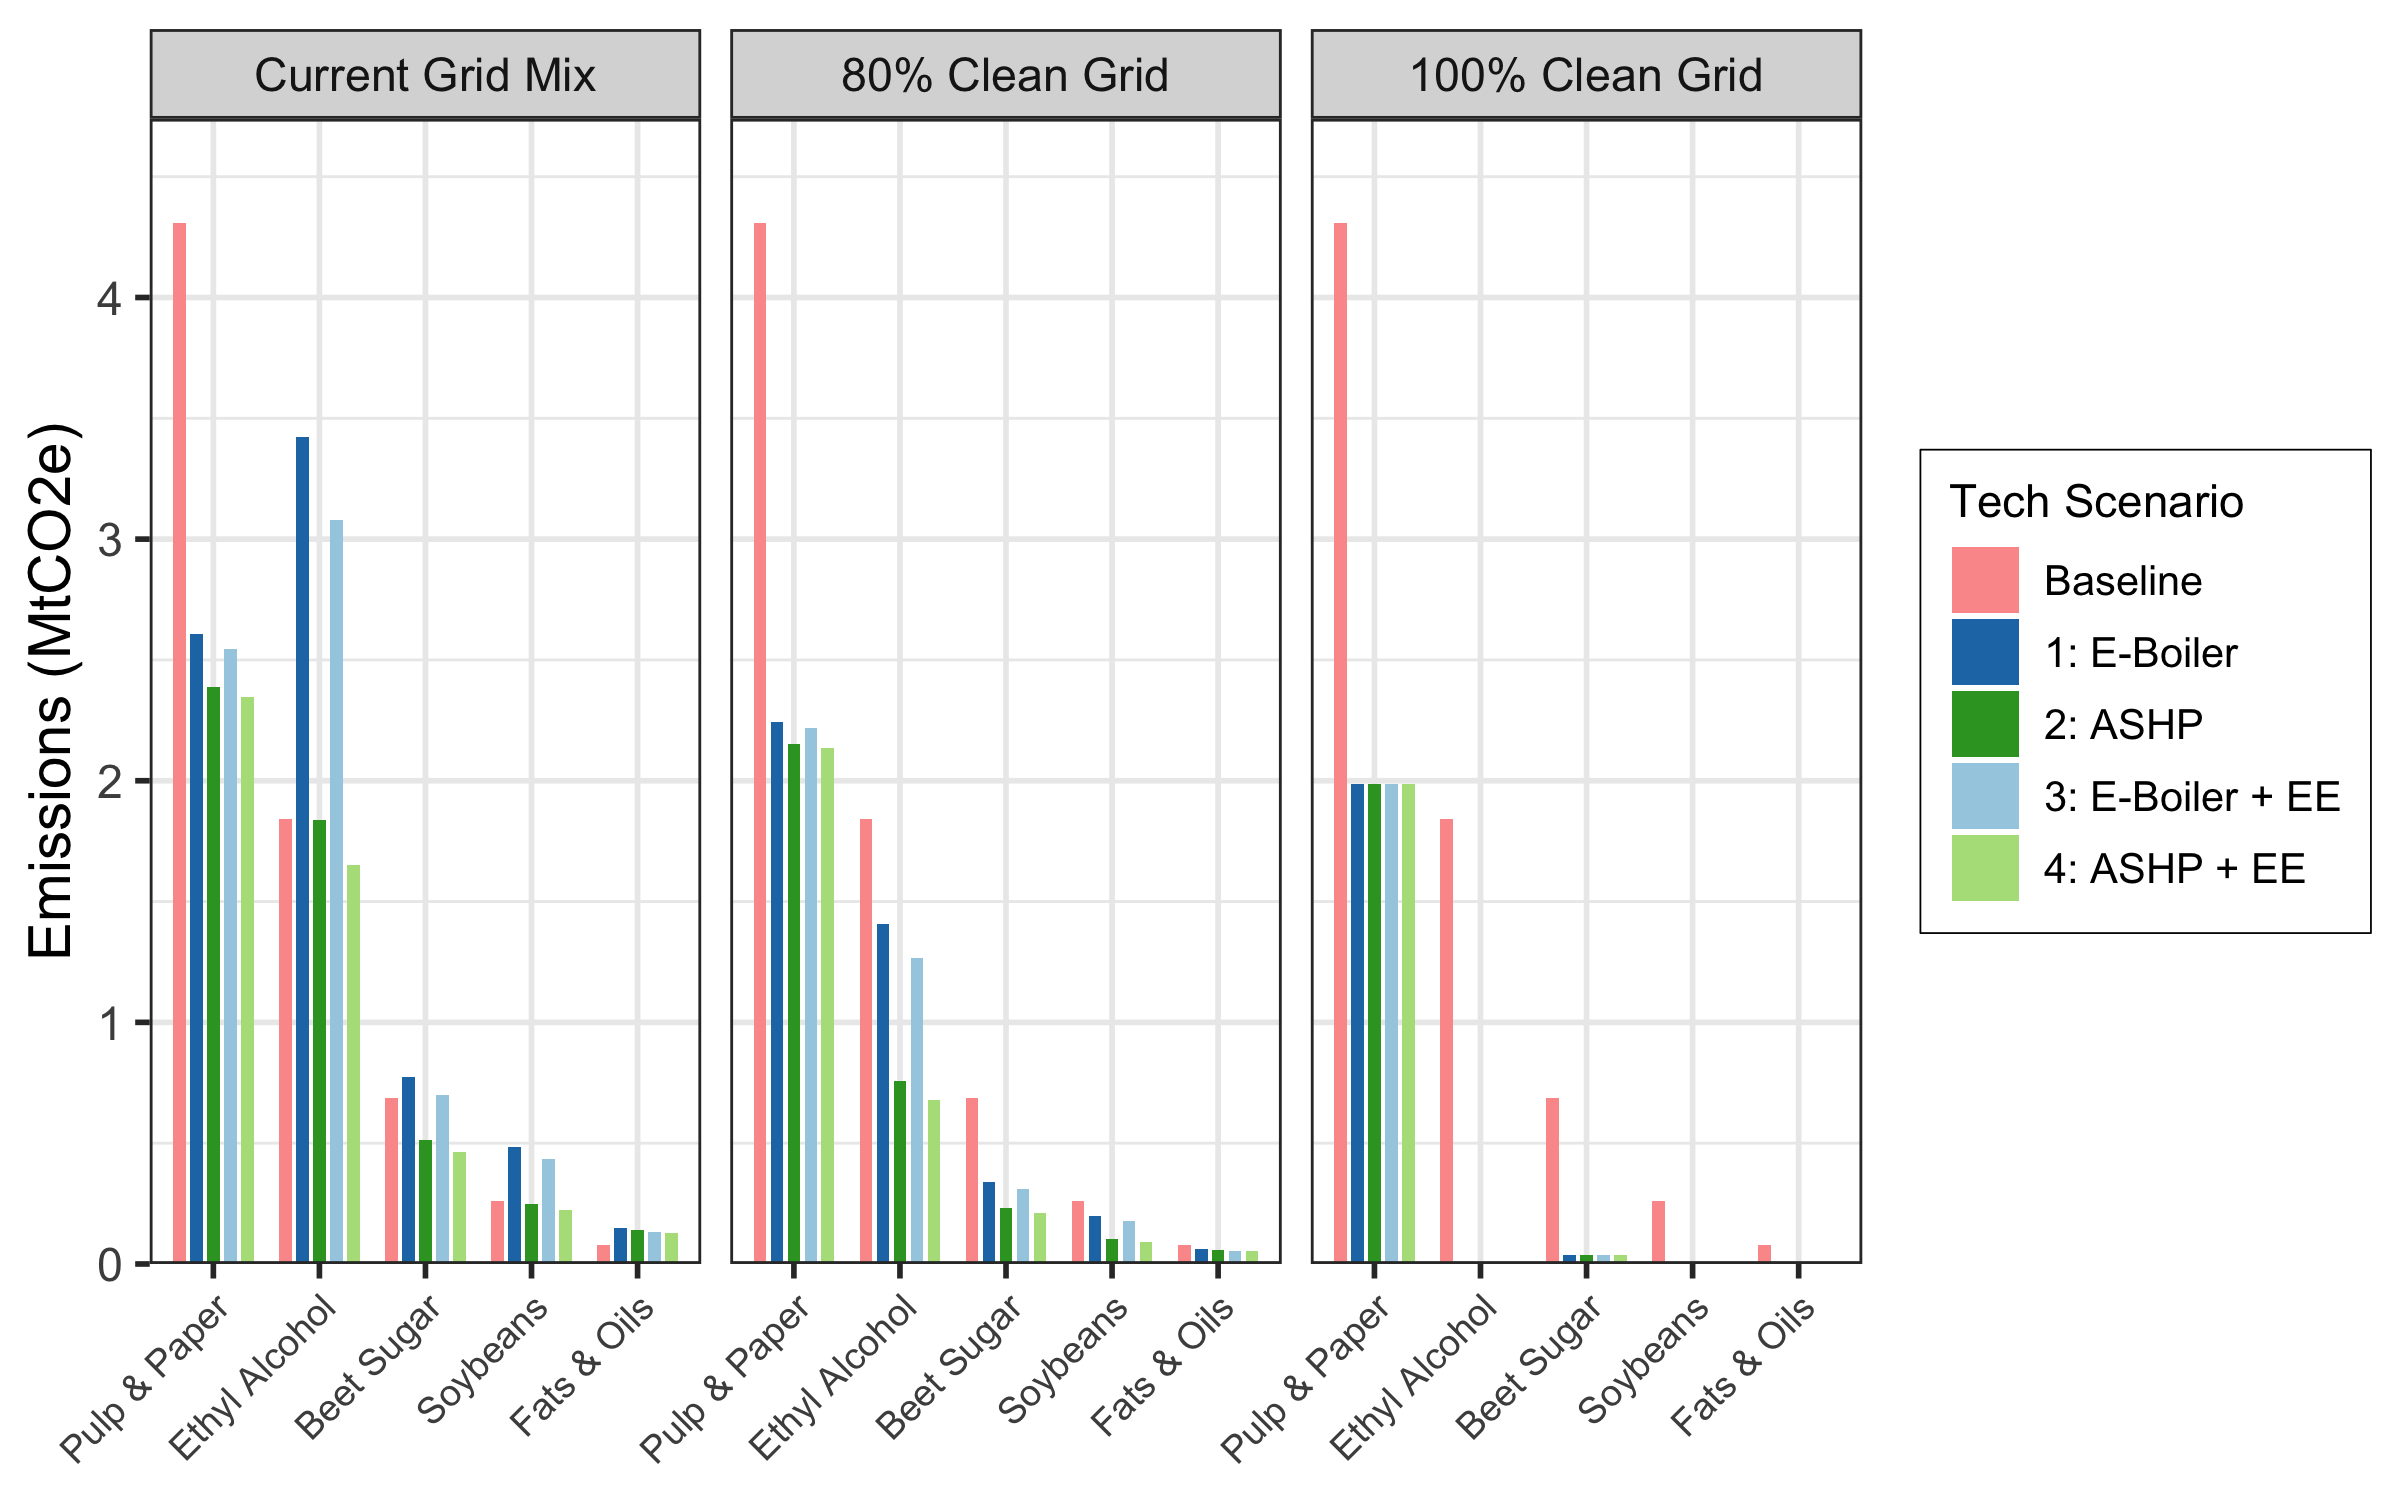 Current Grid Mix
80% Clean Grid
100% Clean Grid
Emissions (MtCO2e)
4
3
2
1
0
Pulp & Paper
Ethyl Alcohol
Beet Sugar
Soybeans
Fats & Oils
Pulp & Paper
Ethyl Alcohol
Beet Sugar
Soybeans
Fats & Oils
Pulp & Paper
Ethyl Alcohol
Beet Sugar
Soybeans
Fats & Oils
Tech Scenario
Baseline
1: E-Boiler
2: ASHP
3: E-Boiler + EE
4: ASHP + EE